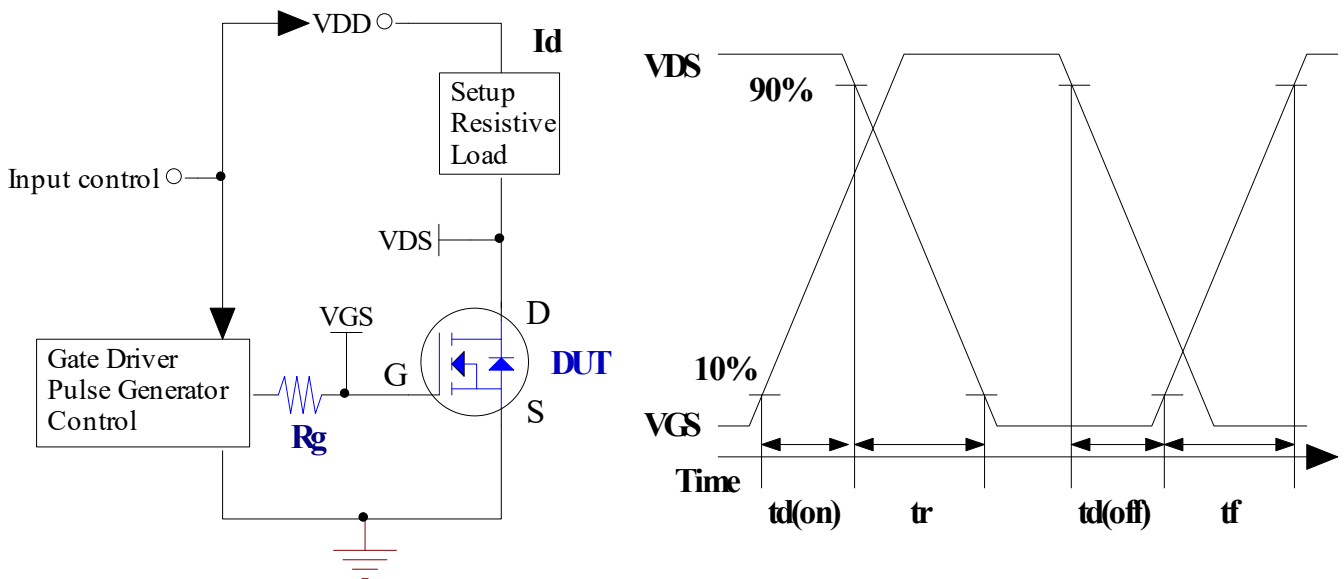 VDD
Id
Setup
Resistive
Load
Input control
VDS
VGS
D
Gate Driver
Pulse Generator
Control
G
DUT
S
Rg
VDS
90%
10%
VGS
Time
td(on)
tr
td(off)
tf